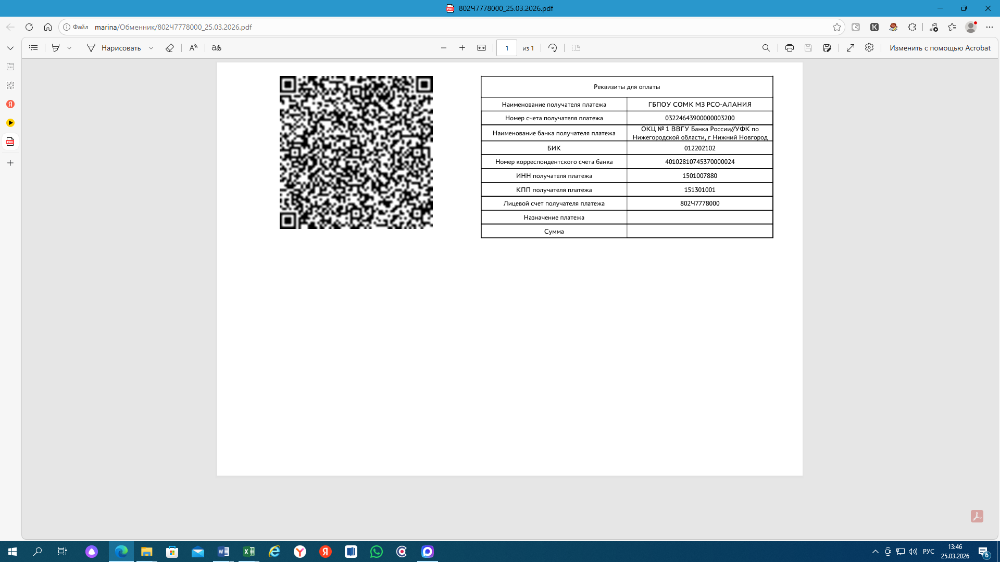 802Ч7778000_25.03.2026.pdf
Файл marina/Обменник/802Ч7778000_25.03.2026.pdf
Нарисовать
aあ
1 из 1
Изменить с помощью Acrobat
Реквизиты для оплаты
Наименование получателя платежа ГБПОУ СОМК МЗ РСО-АЛАНИЯ
Номер счета получателя платежа 03224643900000003200
Наименование банка получателя платежа ОКЦ № 1 ВВГУ Банка России//УФК по
Нижегородской области, г Нижний Новгород
БИК 012202102
Номер корреспондентского счета банка 40102810745370000024
ИНН получателя платежа 1501007880
КПП получателя платежа 151301001
Лицевой счет получателя платежа 802Ч7778000
Назначение платежа
Сумма
РУС
13:46
25.03.2026
6